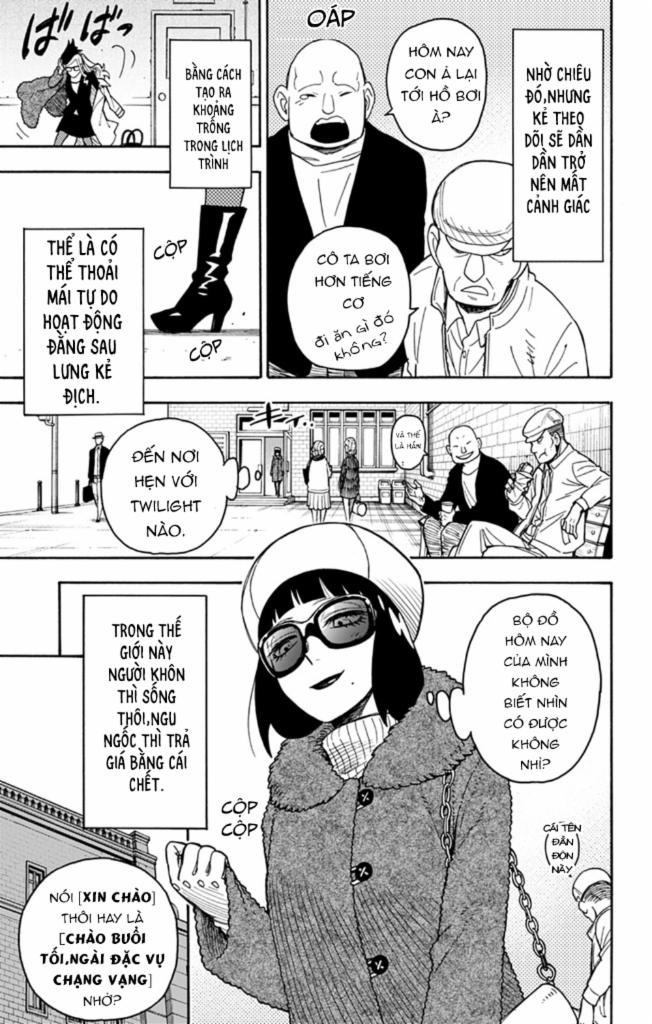 NHỜ CHIÊU
ĐÓ,NHƯNG
KẺ THEO
DÕI SẼ DẦN
DẦN TRỞ
NÊN MẤT
CẢNH GIÁC
OÁP
HÔM NAY
CON Ả LẠI
TỚI HỒ BƠI
À?
CÔ TA BƠI
HƠN TIẾNG
CƠ
ĐI ĂN GÌ ĐÓ
KHÔNG?
ばばっ
BẰNG CÁCH
TẠO RA
KHOẢNG
TRỐNG
TRONG LỊCH
TRÌNH
CỘP
CỘP
THỂ LÀ CÓ
THỂ THOẢI
MÁI TỰ DO
HOẠT ĐỘNG
ĐẰNG SAU
LƯNG KẺ
ĐỊCH.
VÀ THẾ
LÀ HẮN
キィ...
ĐẾN NƠI
HẸN VỚI
TWILIGHT
NÀO.
BỘ ĐỒ
HÔM NAY
CỦA MÌNH
KHÔNG
BIẾT NHÌN
CÓ ĐƯỢC
KHÔNG
NHỈ?
TRONG THẾ
GIỚI NÀY
NGƯỜI KHÔN
THÌ SỐNG
THÔI,NGU
NGỐC THÌ TRẢ
GIÁ BẰNG CÁI
CHẾT.
CỘP
CỘP
CÁI TÊN
(ĐẦN
ĐỘN)
NÀY
NÓI [XIN CHÀO]
THÔI HAY LÀ
[CHÀO BUỔI
TỐI,NGÀI ĐẶC VỤ
CHẠNG VẠNG]
NHỞ?